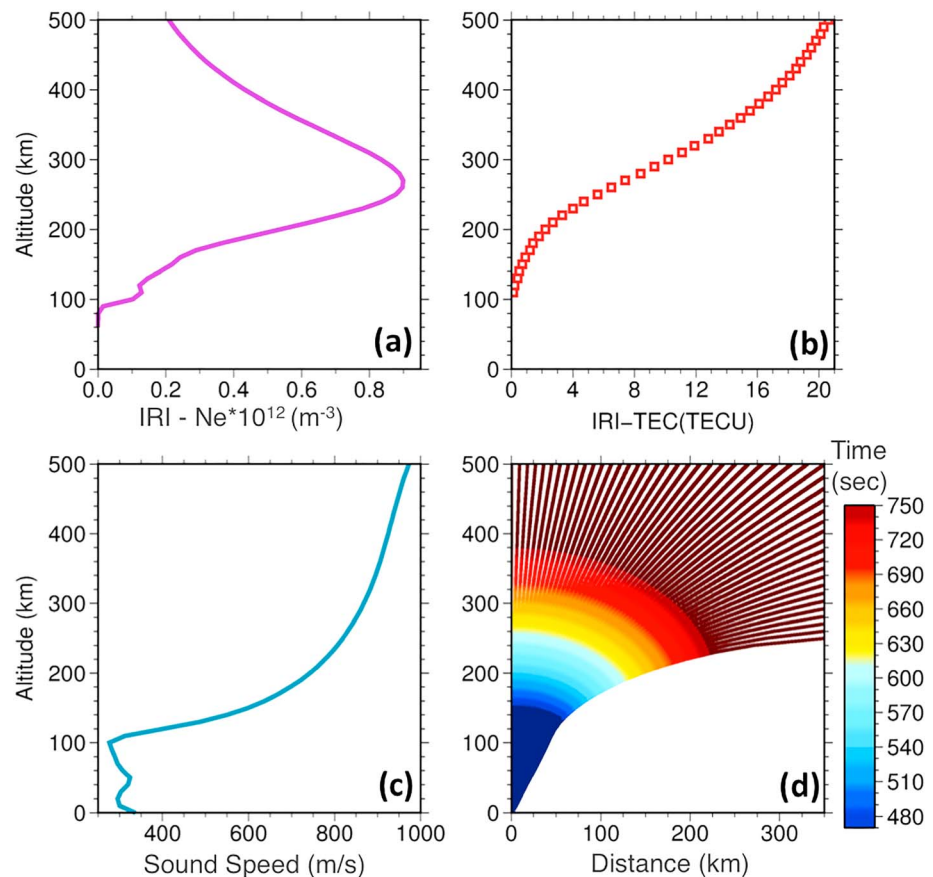 500
400
300
200
100
0
Altitude (km)
0.0 0.2 0.4 0.6 0.8
IRI - Ne*10¹² (m⁻³)
(a)
500
400
300
200
100
0
0 4 8 12 16 20
IRI−TEC(TECU)
(b)
500
400
300
200
100
0
Altitude (km)
400 600 800 1000
Sound Speed (m/s)
(c)
500
400
300
200
100
0
0 100 200 300
Distance (km)
(d)
Time
(sec)
750
720
690
660
630
600
570
540
510
480